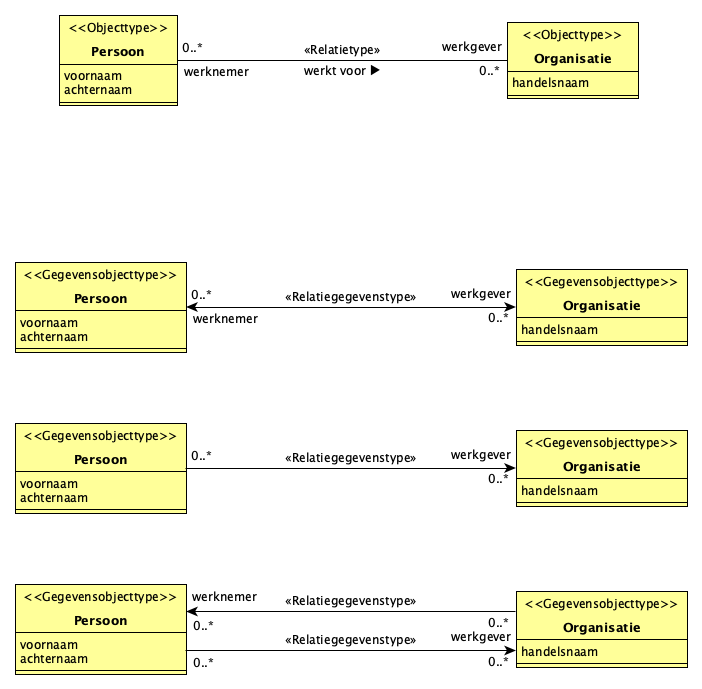 <<Objecttype>>
Persoon
voornaam
achternaam
0..*
werknemer
«Relatietype»
werkt voor ▶
werkgever
0..*
<<Objecttype>>
Organisatie
handelsnaam
<<Gegevensobjecttype>>
Persoon
voornaam
achternaam
0..*
werknemer
«Relatiegegevenstype»
werkgever
0..*
<<Gegevensobjecttype>>
Organisatie
handelsnaam
<<Gegevensobjecttype>>
Persoon
voornaam
achternaam
0..*
«Relatiegegevenstype»
werkgever
0..*
<<Gegevensobjecttype>>
Organisatie
handelsnaam
<<Gegevensobjecttype>>
Persoon
voornaam
achternaam
werknemer
0..*
«Relatiegegevenstype»
0..*
0..*
«Relatiegegevenstype»
werkgever
0..*
<<Gegevensobjecttype>>
Organisatie
handelsnaam